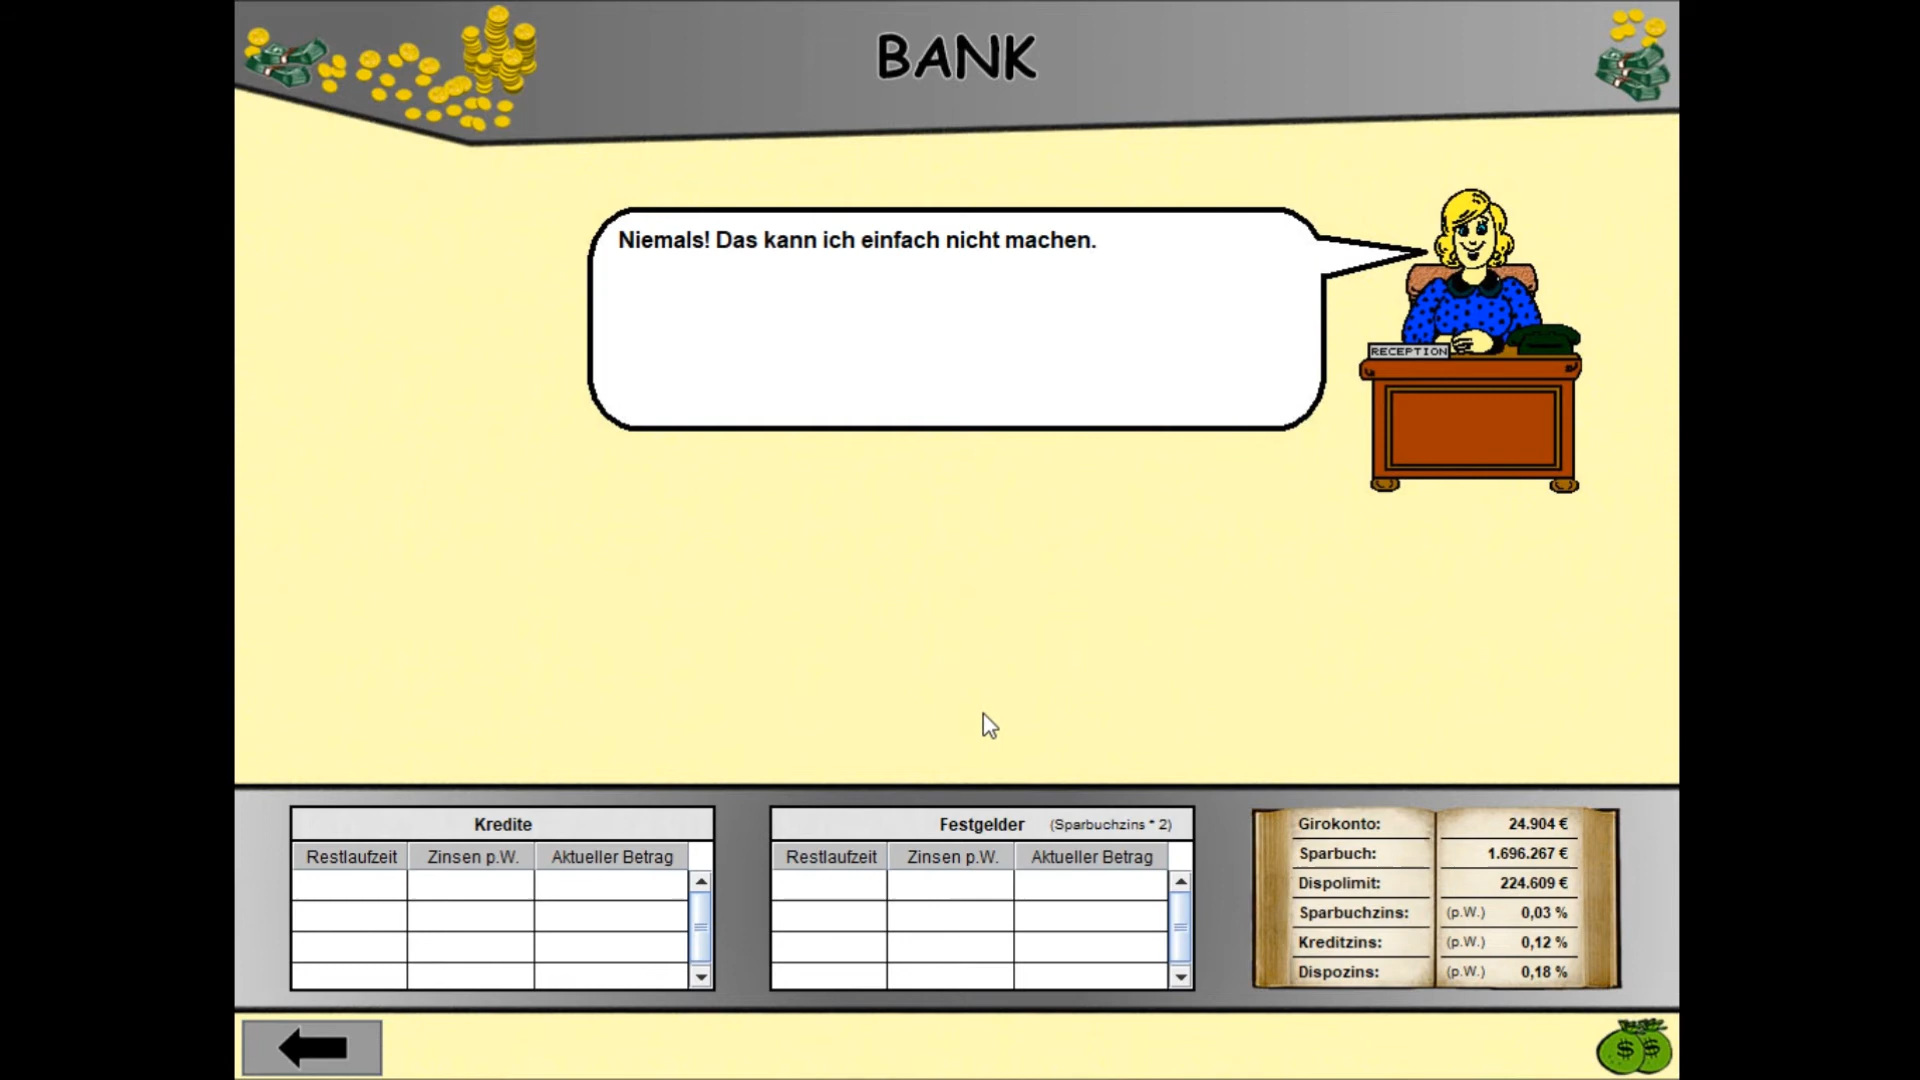 BANK
Niemals! Das kann ich einfach nicht machen.
RECEPTION
Kredite
Restlaufzeit Zinsen p.W. Aktueller Betrag
Festgelder (Sparbuchzins * 2)
Restlaufzeit Zinsen p.W. Aktueller Betrag
Girokonto: 24.904 €
Sparbuch: 1.696.267 €
Dispolimit: 224.609 €
Sparbuchzins: (p.W.) 0,03 %
Kreditzins: (p.W.) 0,12 %
Dispozins: (p.W.) 0,18 %
$ $